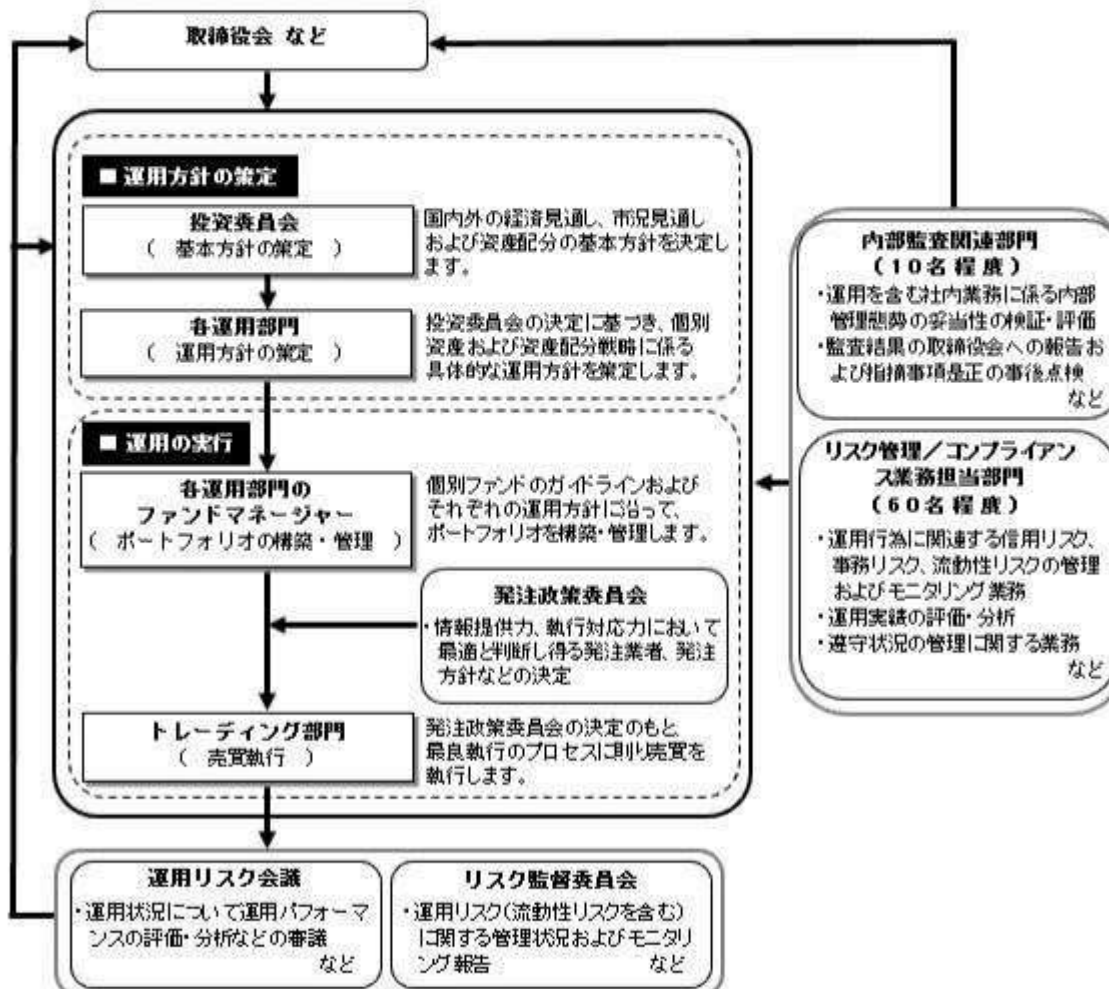 取締役会 など
■ 運用方針の策定
投資委員会
（ 基本方針の策定 ）
国内外の経済見通し、市況見通し
および資産配分の基本方針を決定し
ます。
各運用部門
（ 運用方針の策定 ）
投資委員会の決定に基づき、個別
資産および資産配分戦略に係る
具体的な運用方針を策定します。
■ 運用の実行
各運用部門の
ファンドマネージャー
（ ポートフォリオの構築・管理 ）
個別ファンドのガイドラインおよび
それぞれの運用方針に沿って、
ポートフォリオを構築・管理します。
発注政策委員会
・情報提供力、執行対応力において
最適と判断し得る発注業者、発注
方針などの決定
トレーディング部門
（ 売買執行 ）
発注政策委員会の決定のもと
最良執行のプロセスに則り売買を
執行します。
内部監査関連部門
（１０名程度）
・運用を含む社内業務に係る内部
管理態勢の妥当性の検証・評価
・監査結果の取締役会への報告お
よび指摘事項是正の事後点検
など
リスク管理／コンプライアン
ス業務担当部門
（６０名程度）
・運用行為に関連する信用リスク、
事務リスク、流動性リスクの管理
およびモニタリング業務
・運用実績の評価・分析
・遵守状況の管理に関する業務
など
運用リスク会議
・運用状況について運用パフォーマ
ンスの評価・分析などの審議
など
リスク監督委員会
・運用リスク（流動性リスクを含む）
に関する管理状況およびモニタリ
ング報告 など